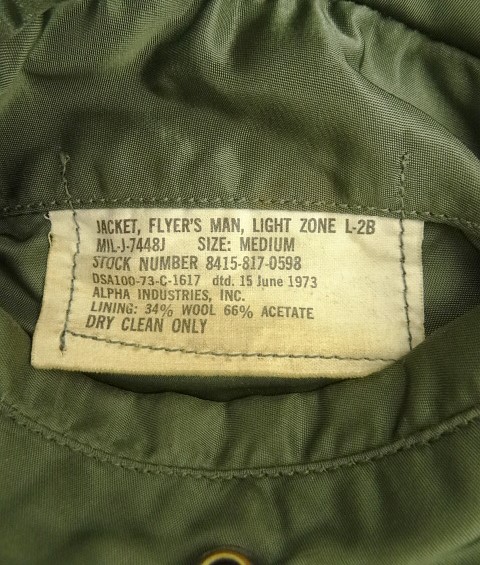 JACKET, FLYER'S MAN, LIGHT ZONE L-2B
MIL-J-7448J SIZE: MEDIUM
STOCK NUMBER 8415-817-0598
DSA100-73-C-1617 dtd. 15 June 1973
ALPHA INDUSTRIES, INC.
LINING: 34% WOOL 66% ACETATE
DRY CLEAN ONLY